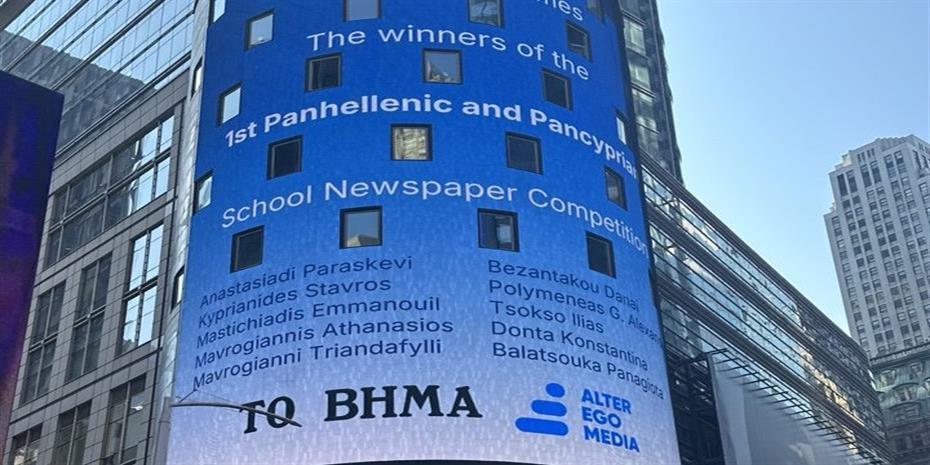 The winners of the
1st Panhellenic and Pancyprian
School Newspaper Competition
Anastasiadi Paraskevi
Kyprianides Stavros
Mastichiadis Emmanouil
Mavrogiannis Athanasios
Mavrogianni Triandafylli
Bezantakou Danai
Polymeneas G.
Tsokso Ilias
Donta Konstantina
Balatsouka Panagiota
ΤΟ ΒΗΜΑ
ALTER
EGO
MEDIA